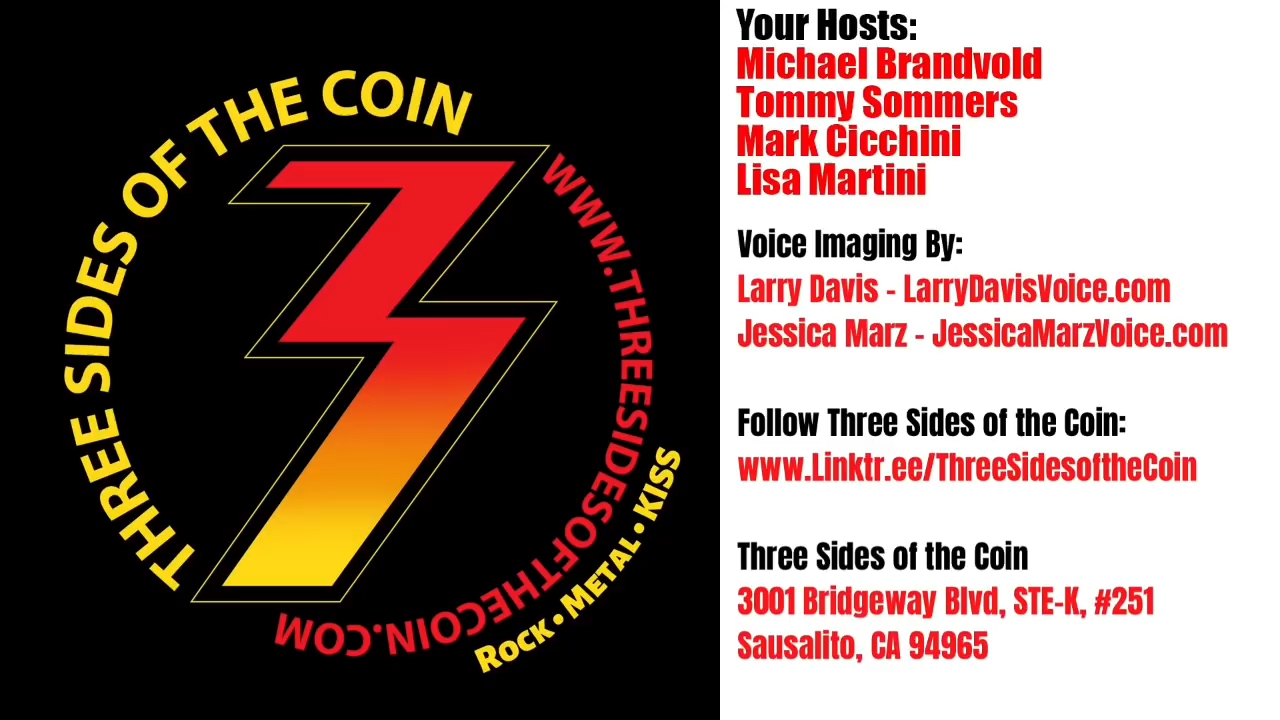 THREE SIDES OF THE COIN
WWW.THREESIDESOFTHECOIN.COM
ROCK • METAL • KISS
Your Hosts:
Michael Brandvold
Tommy Sommers
Mark Cicchini
Lisa Martini
Voice Imaging By:
Larry Davis - LarryDavisVoice.com
Jessica Marz - JessicaMarzVoice.com
Follow Three Sides of the Coin:
www.Linktr.ee/ThreeSidesoftheCoin
Three Sides of the Coin
3001 Bridgeway Blvd, STE-K, #251
Sausalito, CA 94965